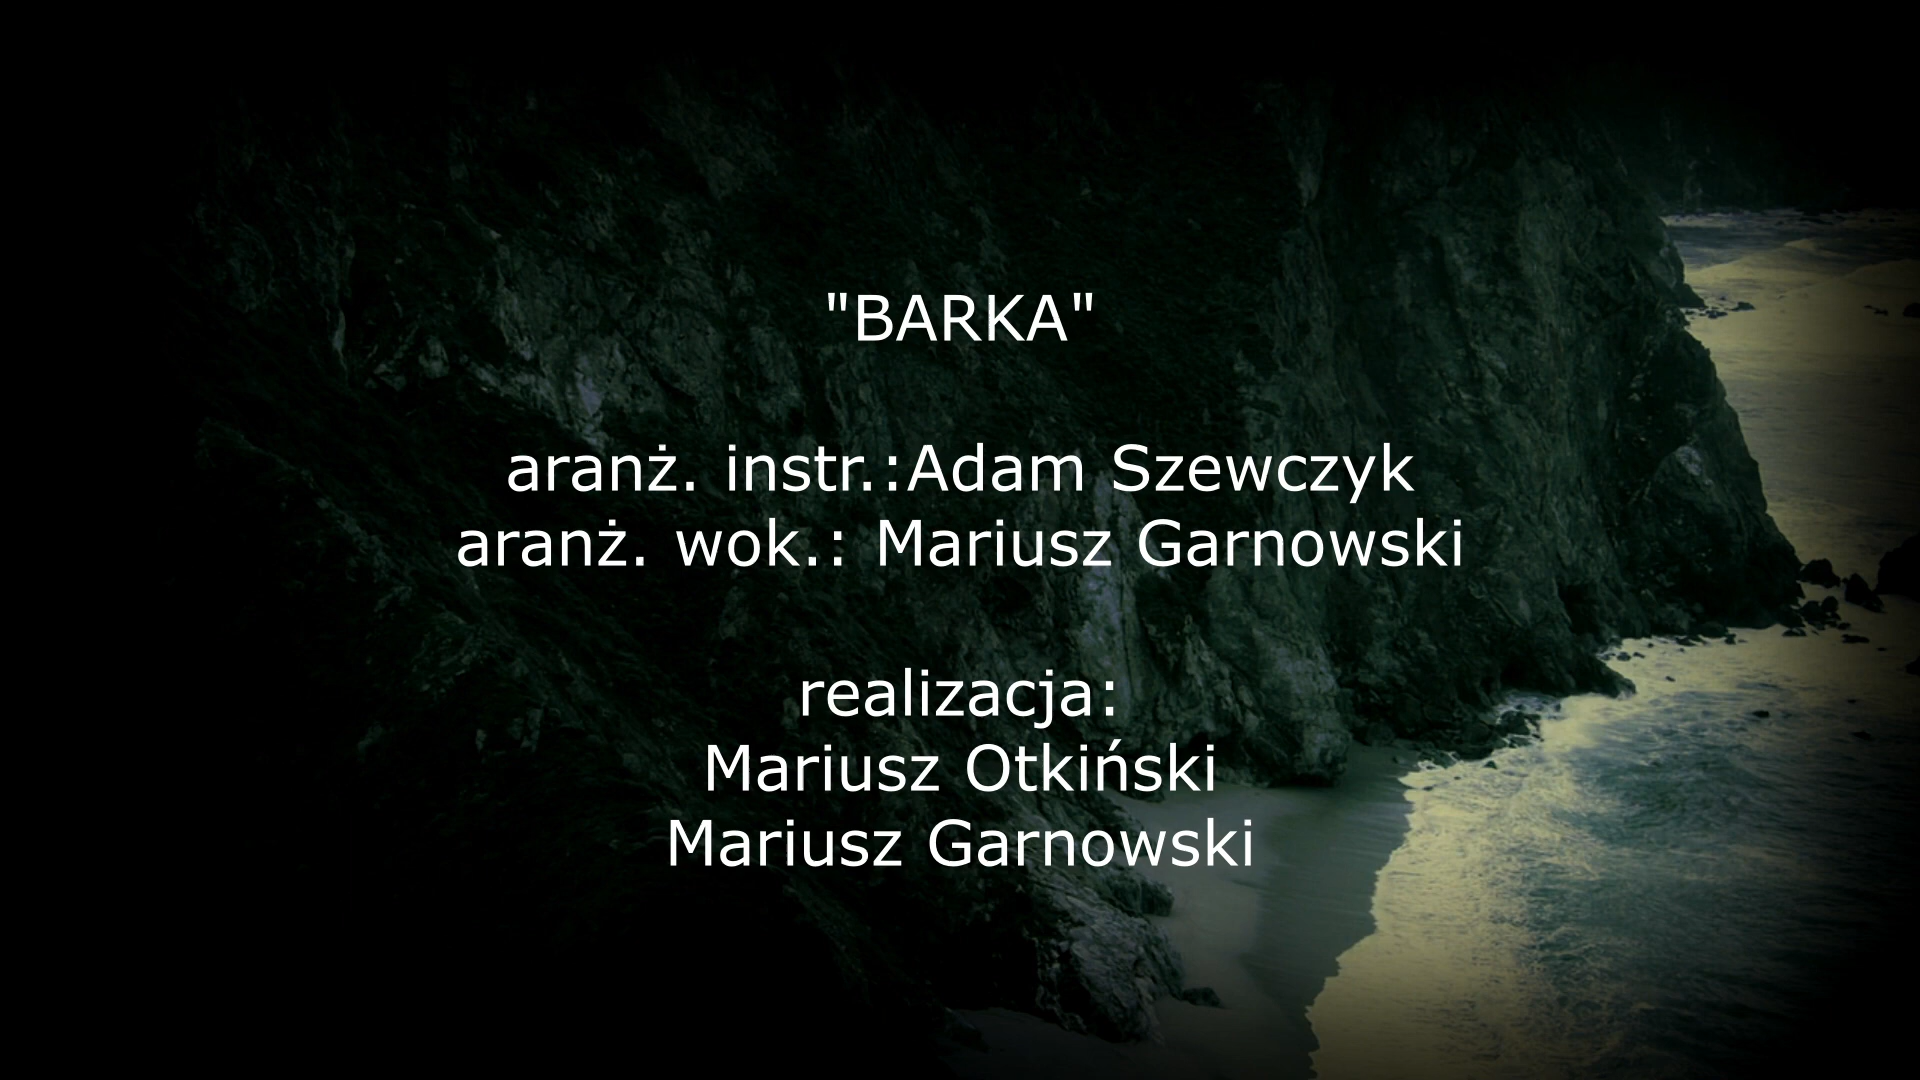 "BARKA"
aranż. instr.:Adam Szewczyk
aranż. wok.: Mariusz Garnowski
realizacja:
Mariusz Otkiński
Mariusz Garnowski